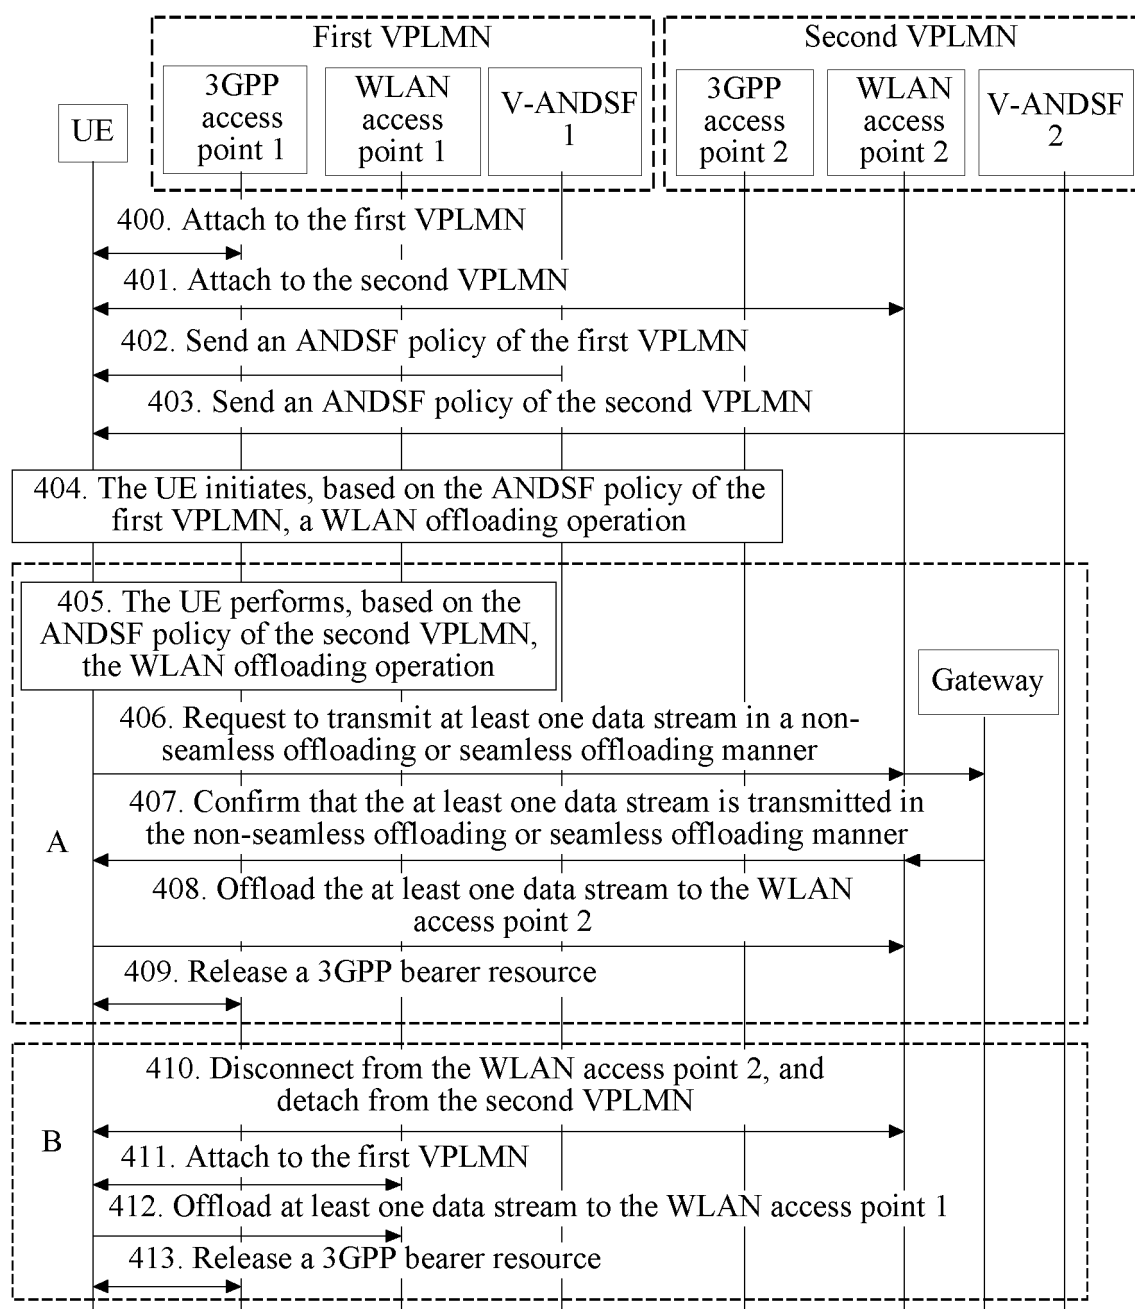 First VPLMN
Second VPLMN
UE
3GPP
access
point 1
WLAN
access
point 1
V-ANDSF
1
3GPP
access
point 2
WLAN
access
point 2
V-ANDSF
2
400. Attach to the first VPLMN
401. Attach to the second VPLMN
402. Send an ANDSF policy of the first VPLMN
403. Send an ANDSF policy of the second VPLMN
404. The UE initiates, based on the ANDSF policy of the
first VPLMN, a WLAN offloading operation
405. The UE performs, based on the
ANDSF policy of the second VPLMN,
the WLAN offloading operation
Gateway
406. Request to transmit at least one data stream in a non-
seamless offloading or seamless offloading manner
407. Confirm that the at least one data stream is transmitted in
the non-seamless offloading or seamless offloading manner
A
408. Offload the at least one data stream to the WLAN
access point 2
409. Release a 3GPP bearer resource
410. Disconnect from the WLAN access point 2, and
detach from the second VPLMN
B
411. Attach to the first VPLMN
412. Offload at least one data stream to the WLAN access point 1
413. Release a 3GPP bearer resource